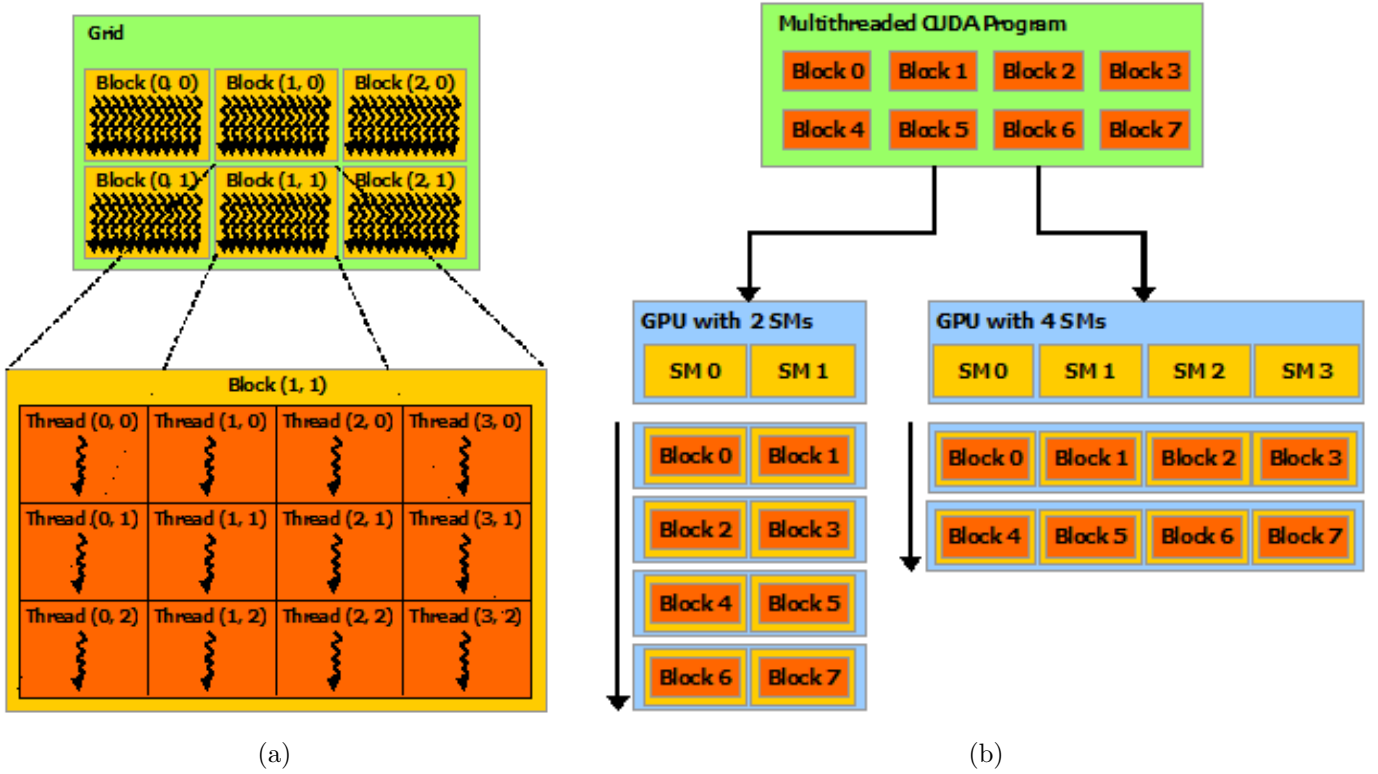 Grid
Block (0, 0) Block (1, 0) Block (2, 0)
Block (0, 1) Block (1, 1) Block (2, 1)
Block (1, 1)
Thread (0, 0) Thread (1, 0) Thread (2, 0) Thread (3, 0)
Thread (0, 1) Thread (1, 1) Thread (2, 1) Thread (3, 1)
Thread (0, 2) Thread (1, 2) Thread (2, 2) Thread (3, 2)
(a)
Multithreaded CUDA Program
Block 0 Block 1 Block 2 Block 3
Block 4 Block 5 Block 6 Block 7
GPU with 2 SMs
SM 0 SM 1
Block 0 Block 1
Block 2 Block 3
Block 4 Block 5
Block 6 Block 7
GPU with 4 SMs
SM 0 SM 1 SM 2 SM 3
Block 0 Block 1 Block 2 Block 3
Block 4 Block 5 Block 6 Block 7
(b)